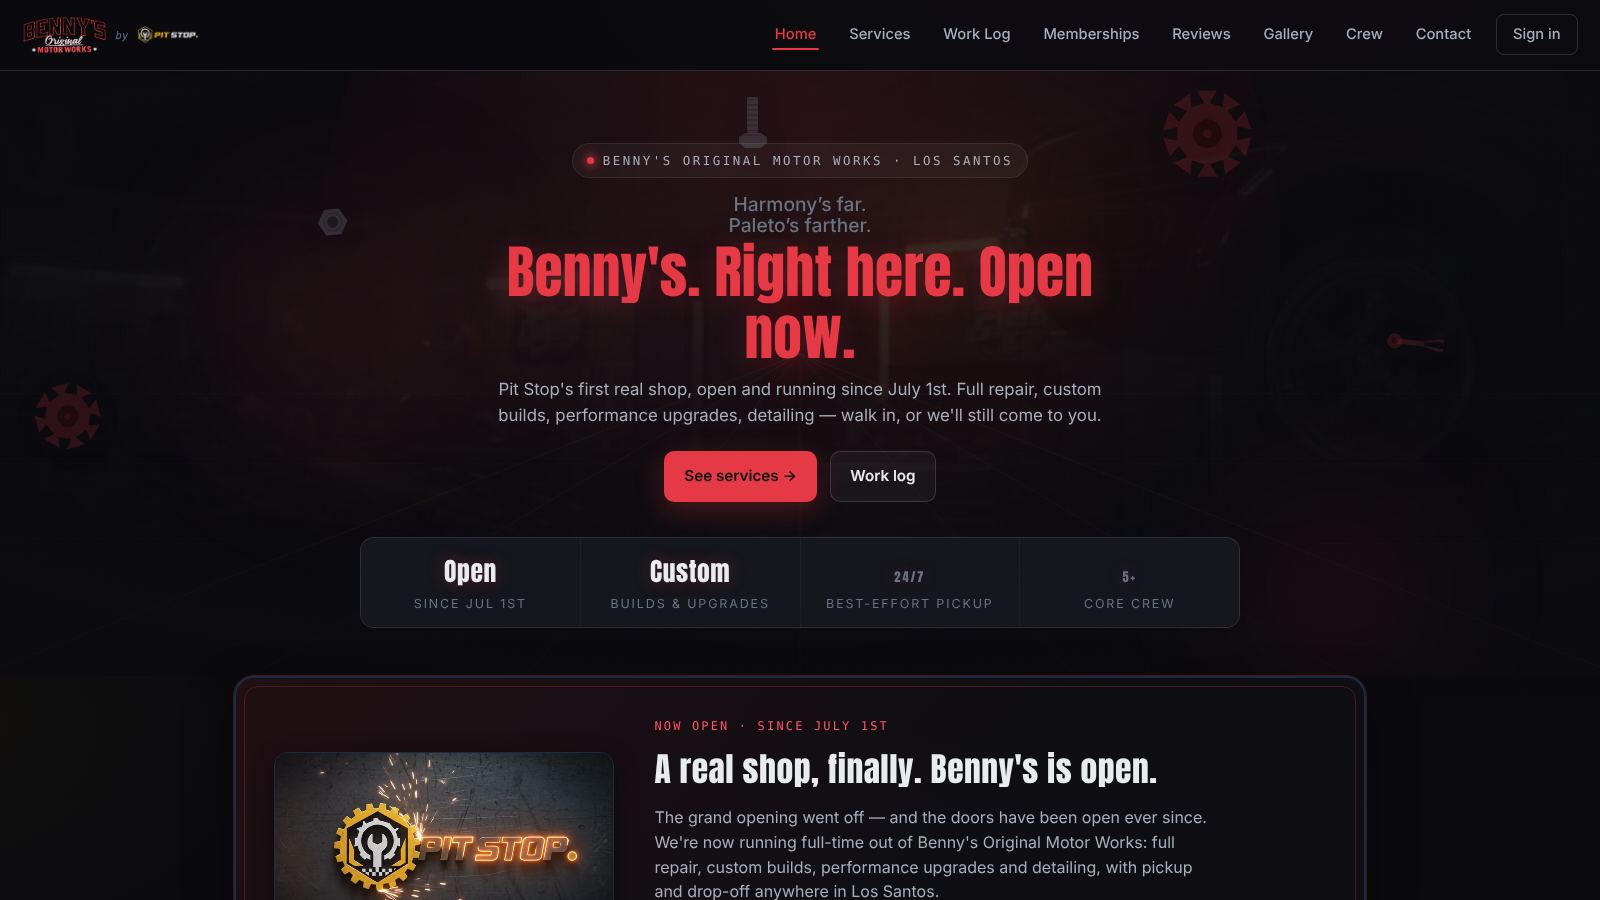 BENNY'S
Original
MOTORWORKS
by
PIT STOP.
Home
Services
Work Log
Memberships
Reviews
Gallery
Crew
Contact
Sign in
BENNY'S ORIGINAL MOTOR WORKS · LOS SANTOS
Harmony’s far.
Paleto’s farther.
Benny's. Right here. Open
now.
Pit Stop's first real shop, open and running since July 1st. Full repair, custom
builds, performance upgrades, detailing — walk in, or we'll still come to you.
See services →
Work log
Open
SINCE JUL 1ST
Custom
BUILDS & UPGRADES
24/7
BEST-EFFORT PICKUP
5+
CORE CREW
NOW OPEN · SINCE JULY 1ST
A real shop, finally. Benny's is open.
The grand opening went off — and the doors have been open ever since.
We're now running full-time out of Benny's Original Motor Works: full
repair, custom builds, performance upgrades and detailing, with pickup
and drop-off anywhere in Los Santos.
PIT STOP.